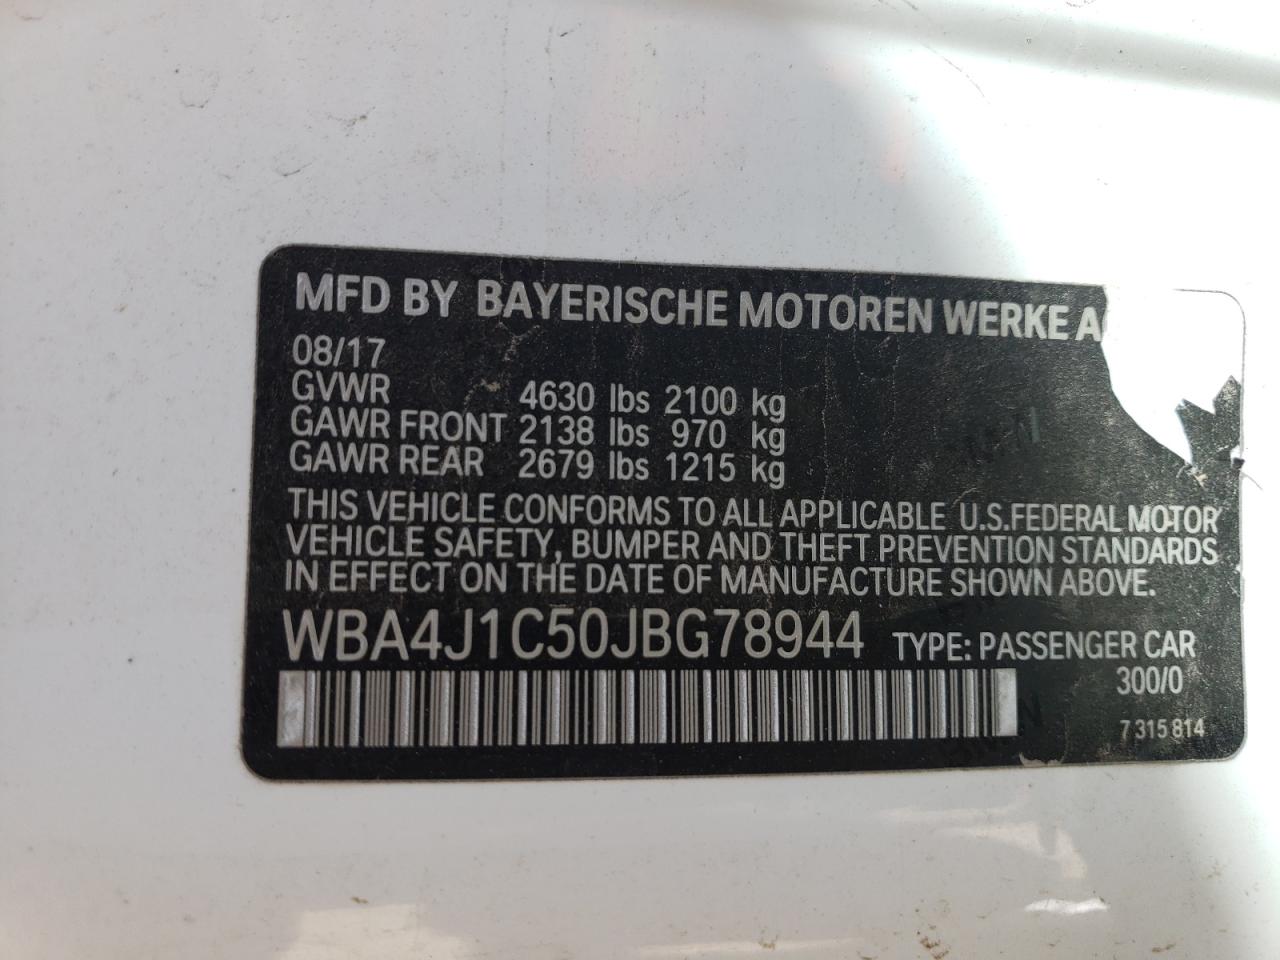 MFD BY BAYERISCHE MOTOREN WERKE A
08/17
GVWR 4630 lbs 2100 kg
GAWR FRONT 2138 lbs 970 kg
GAWR REAR 2679 lbs 1215 kg
THIS VEHICLE CONFORMS TO ALL APPLICABLE U.S.FEDERAL MOTOR
VEHICLE SAFETY, BUMPER AND THEFT PREVENTION STANDARDS
IN EFFECT ON THE DATE OF MANUFACTURE SHOWN ABOVE.
WBA4J1C50JBG78944 TYPE: PASSENGER CAR
300/0
7 315 814